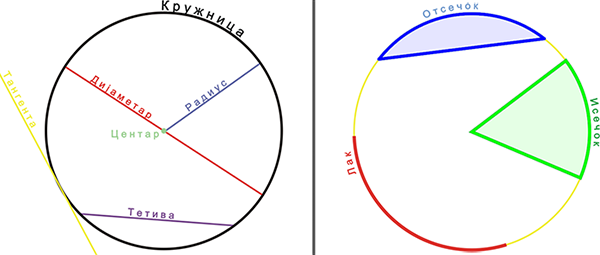 Кружница
Тангента
Дијаметар
Радиус
Центар
Тетива
Отсечок
Исечок
Лак